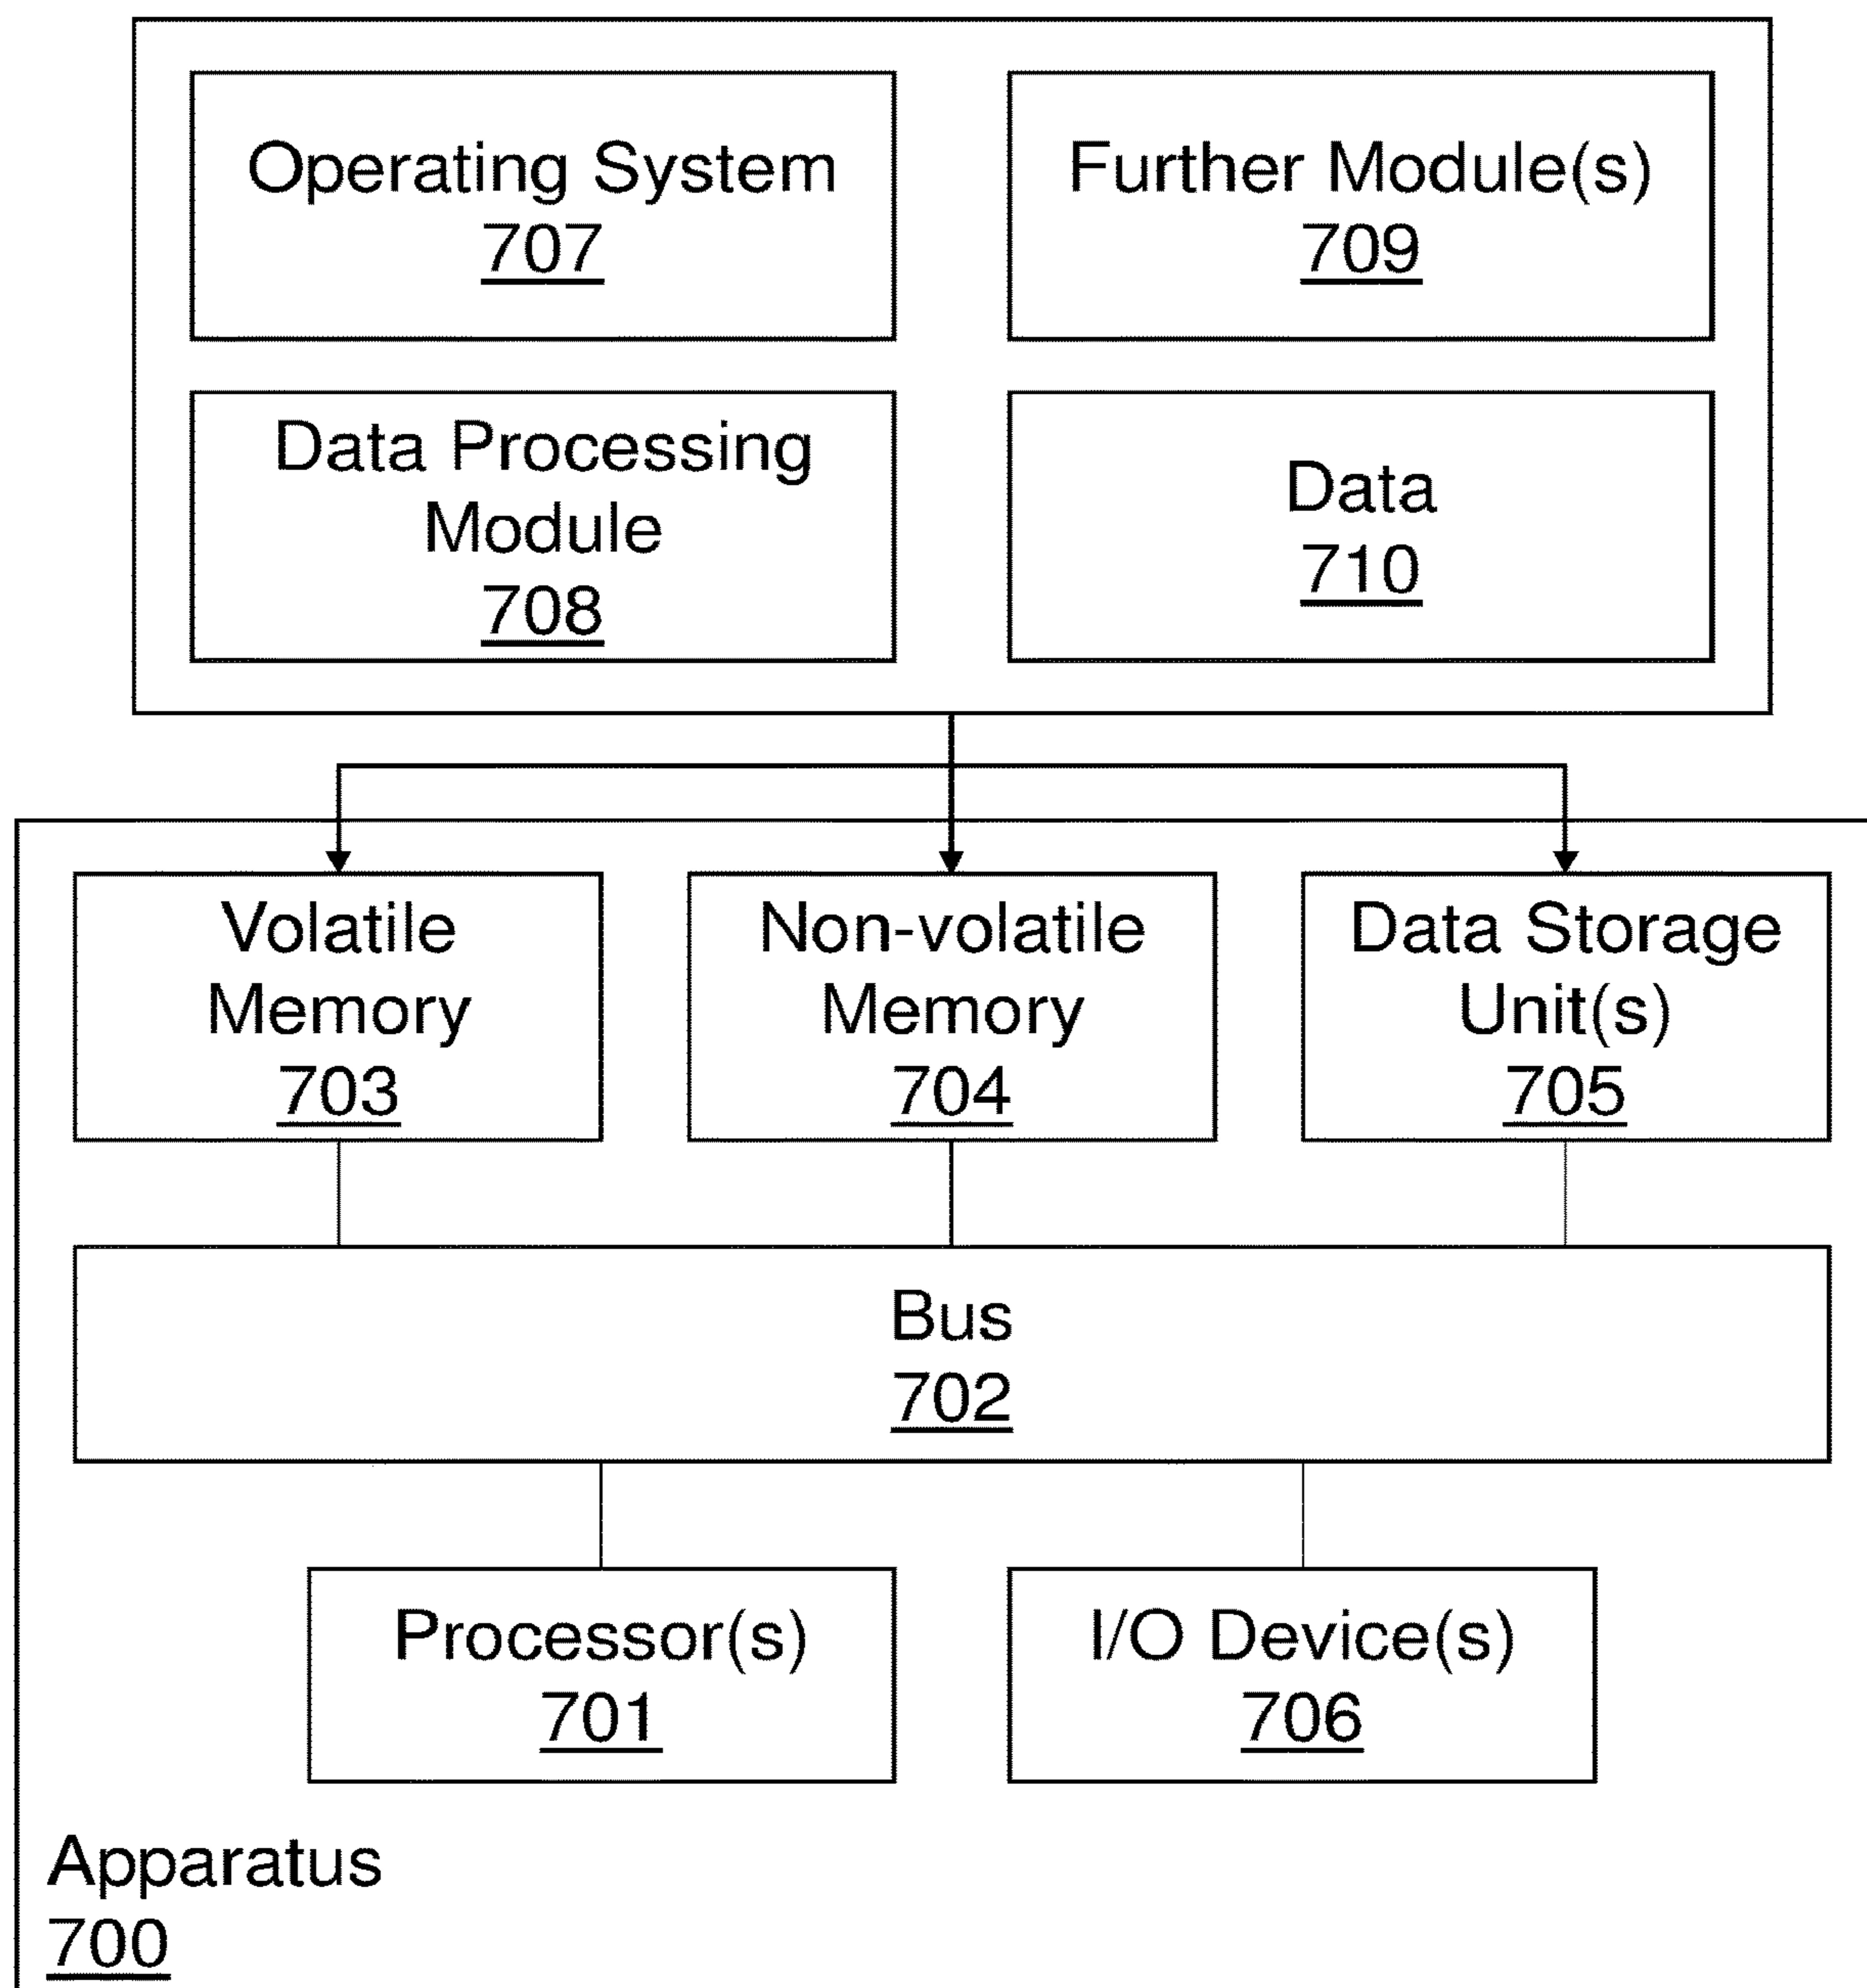 Operating System
707
Further Module(s)
709
Data Processing
Module
708
Data
710
Volatile
Memory
703
Non-volatile
Memory
704
Data Storage
Unit(s)
705
Bus
702
Processor(s)
701
I/O Device(s)
706
Apparatus
700